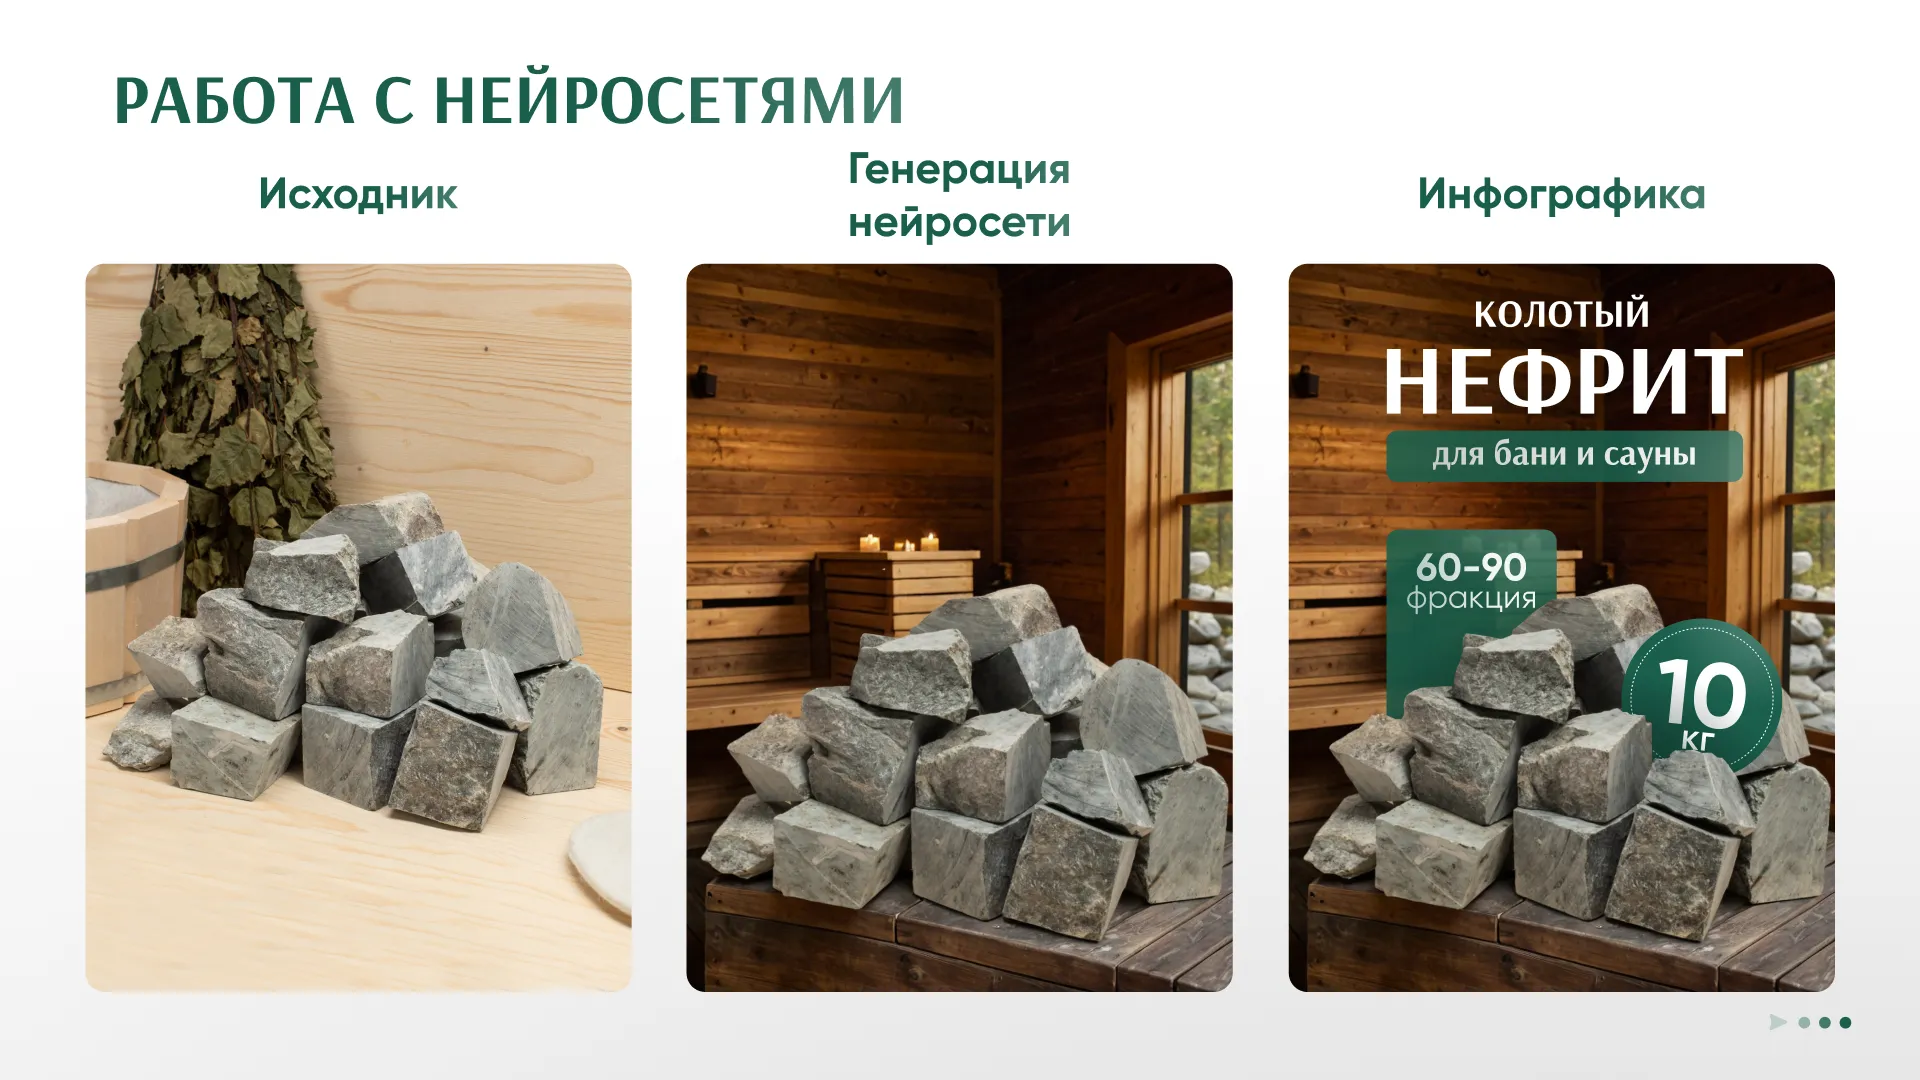 РАБОТА С НЕЙРОСЕТЯМИ
Исходник
Генерация
нейросети
Инфографика
КОЛОТЫЙ
НЕФРИТ
для бани и сауны
60-90
фракция
10
КГ